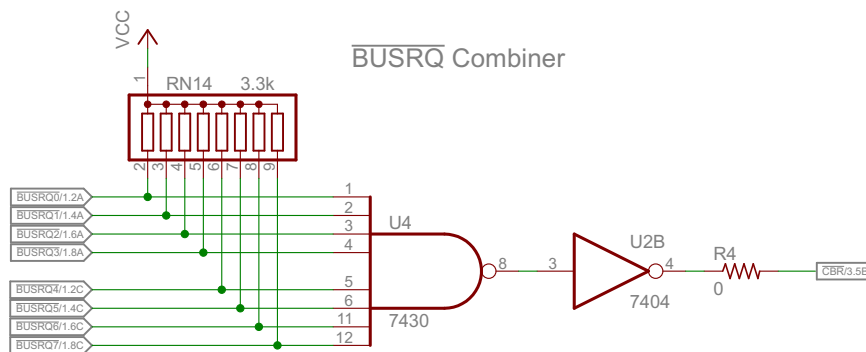 VCC
BUSRQ Combiner
1
RN14 3.3k
2 3 4 5 6 7 8 9
BUSRQ0/1.2A 1
BUSRQ1/1.4A 2
BUSRQ2/1.6A 3
BUSRQ3/1.8A 4
U4
BUSRQ4/1.2C 5
BUSRQ5/1.4C 6
BUSRQ6/1.6C 11
BUSRQ7/1.8C 12
7430
8
3
U2B
4
7404
R4
0
CBR/3.5B